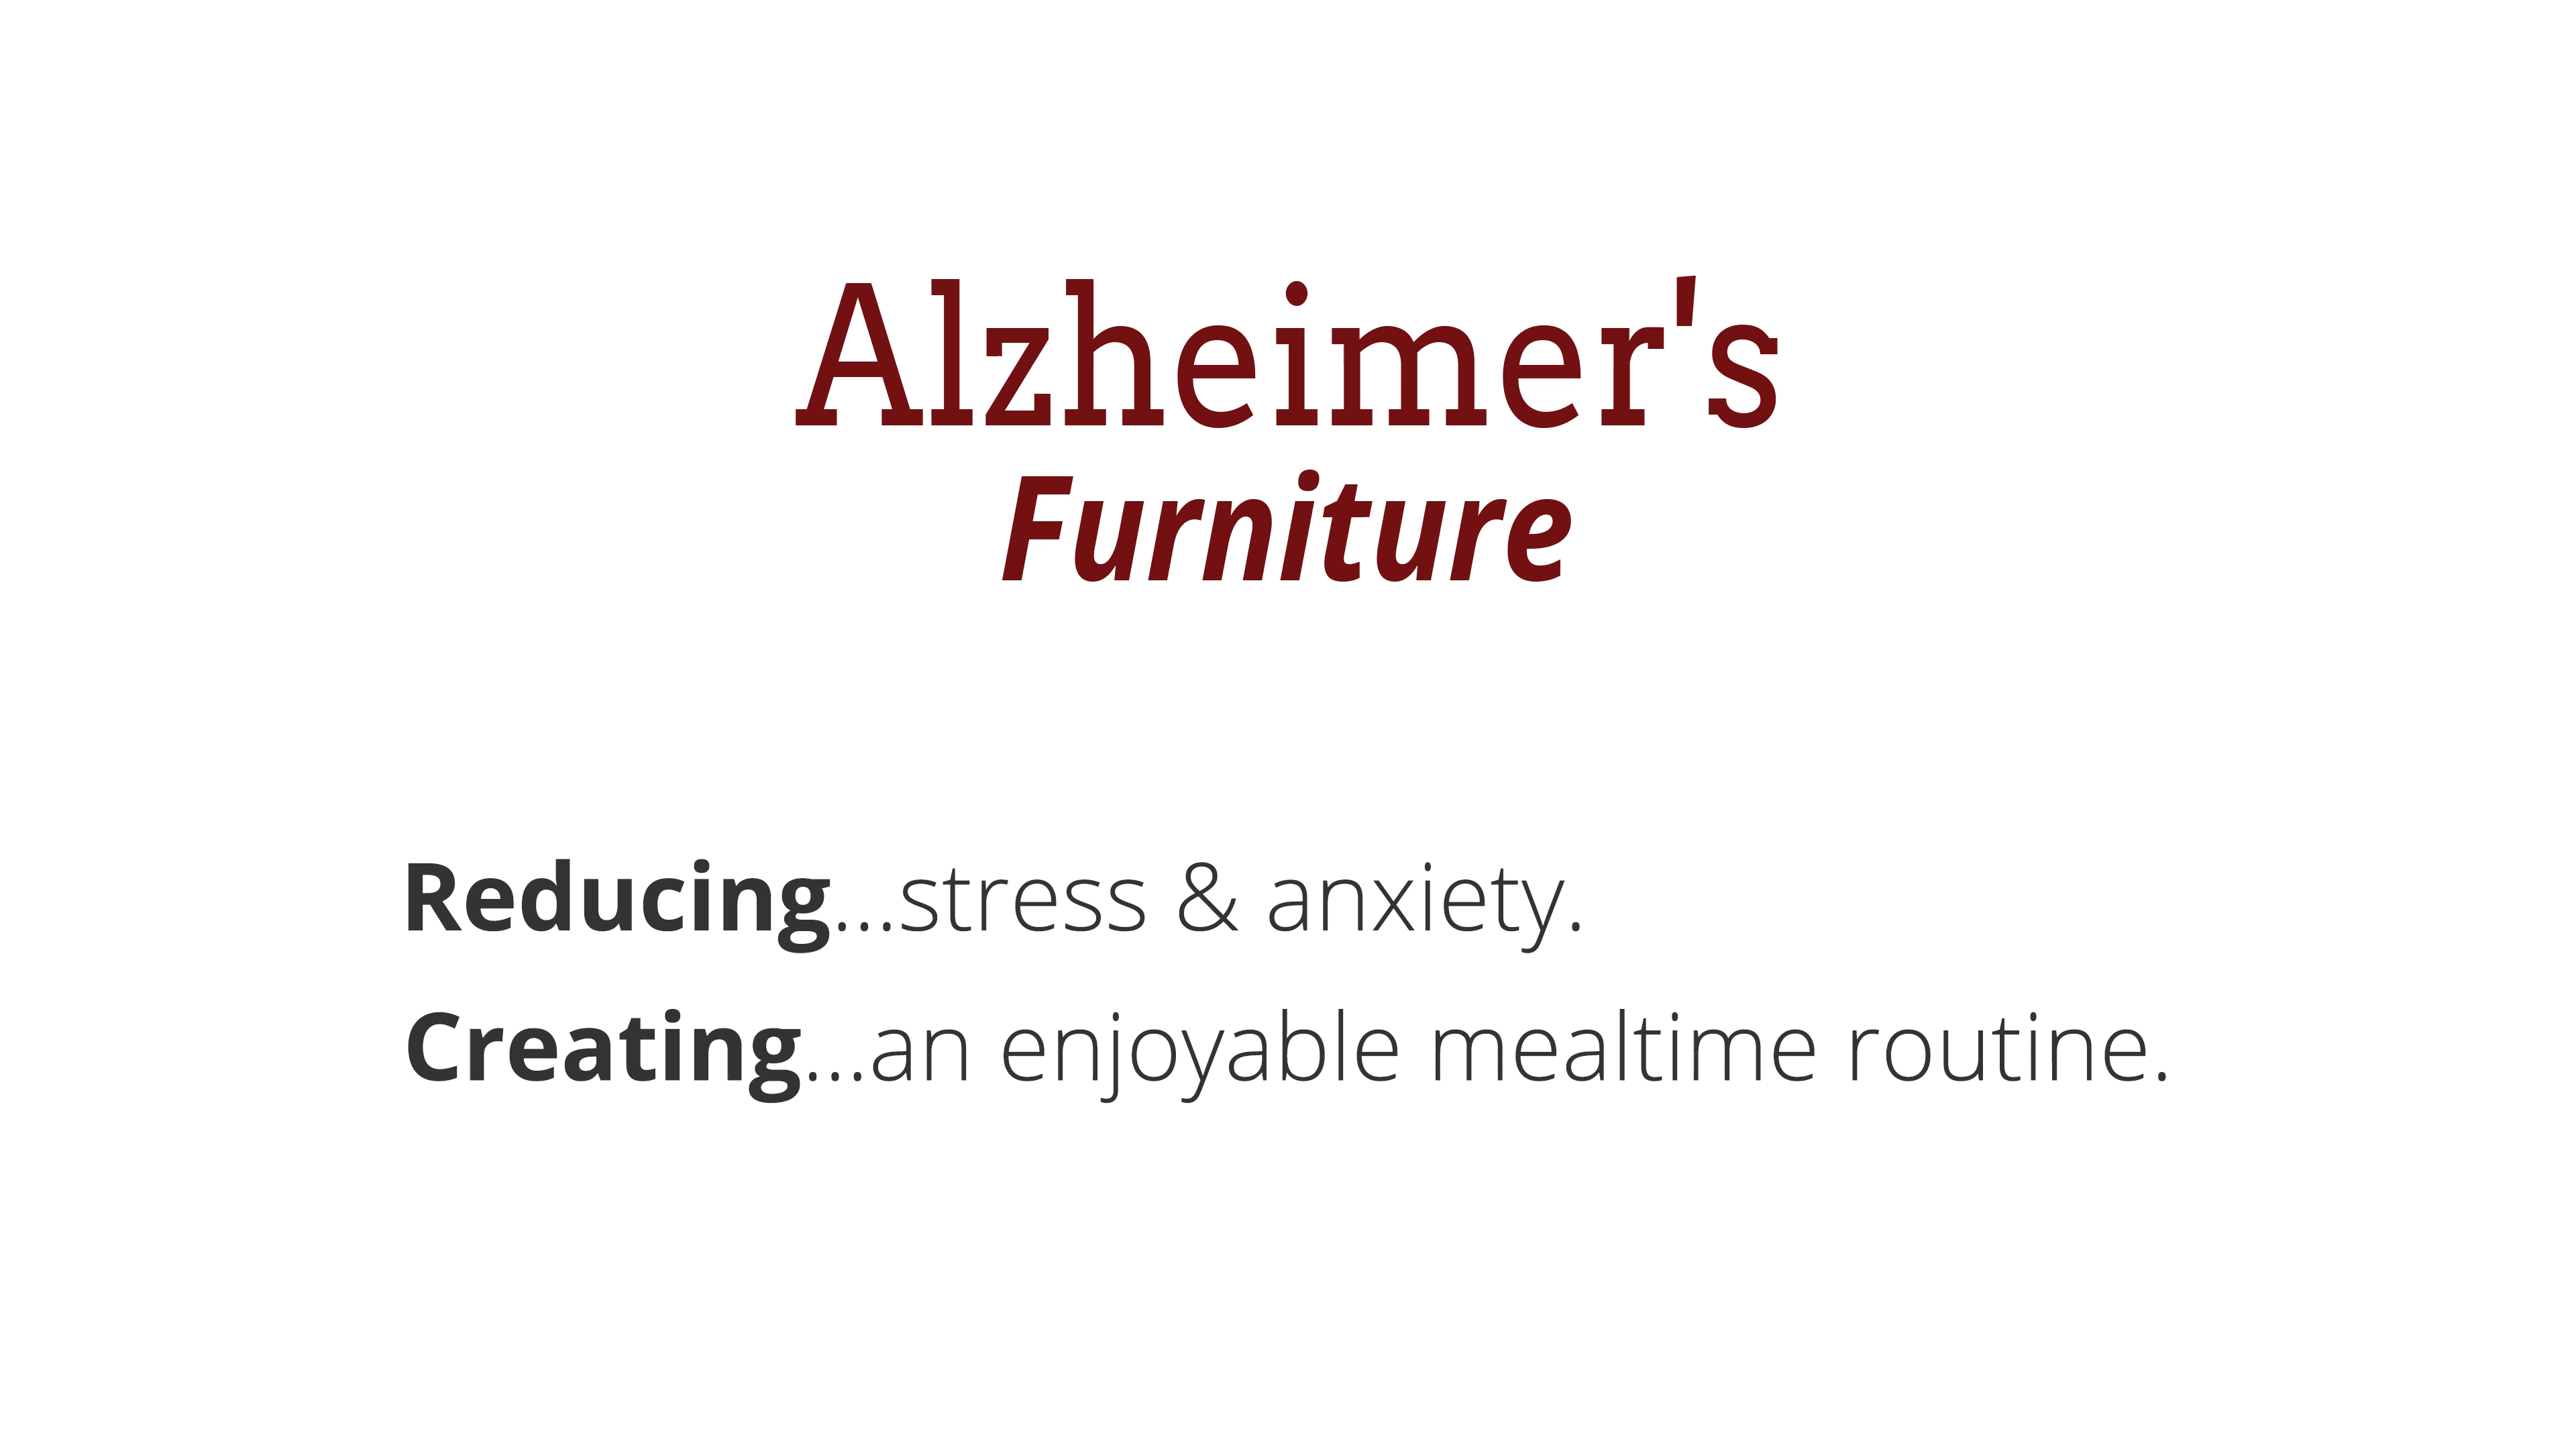 Alzheimer's
Furniture
Reducing...stress & anxiety.
Creating...an enjoyable mealtime routine.